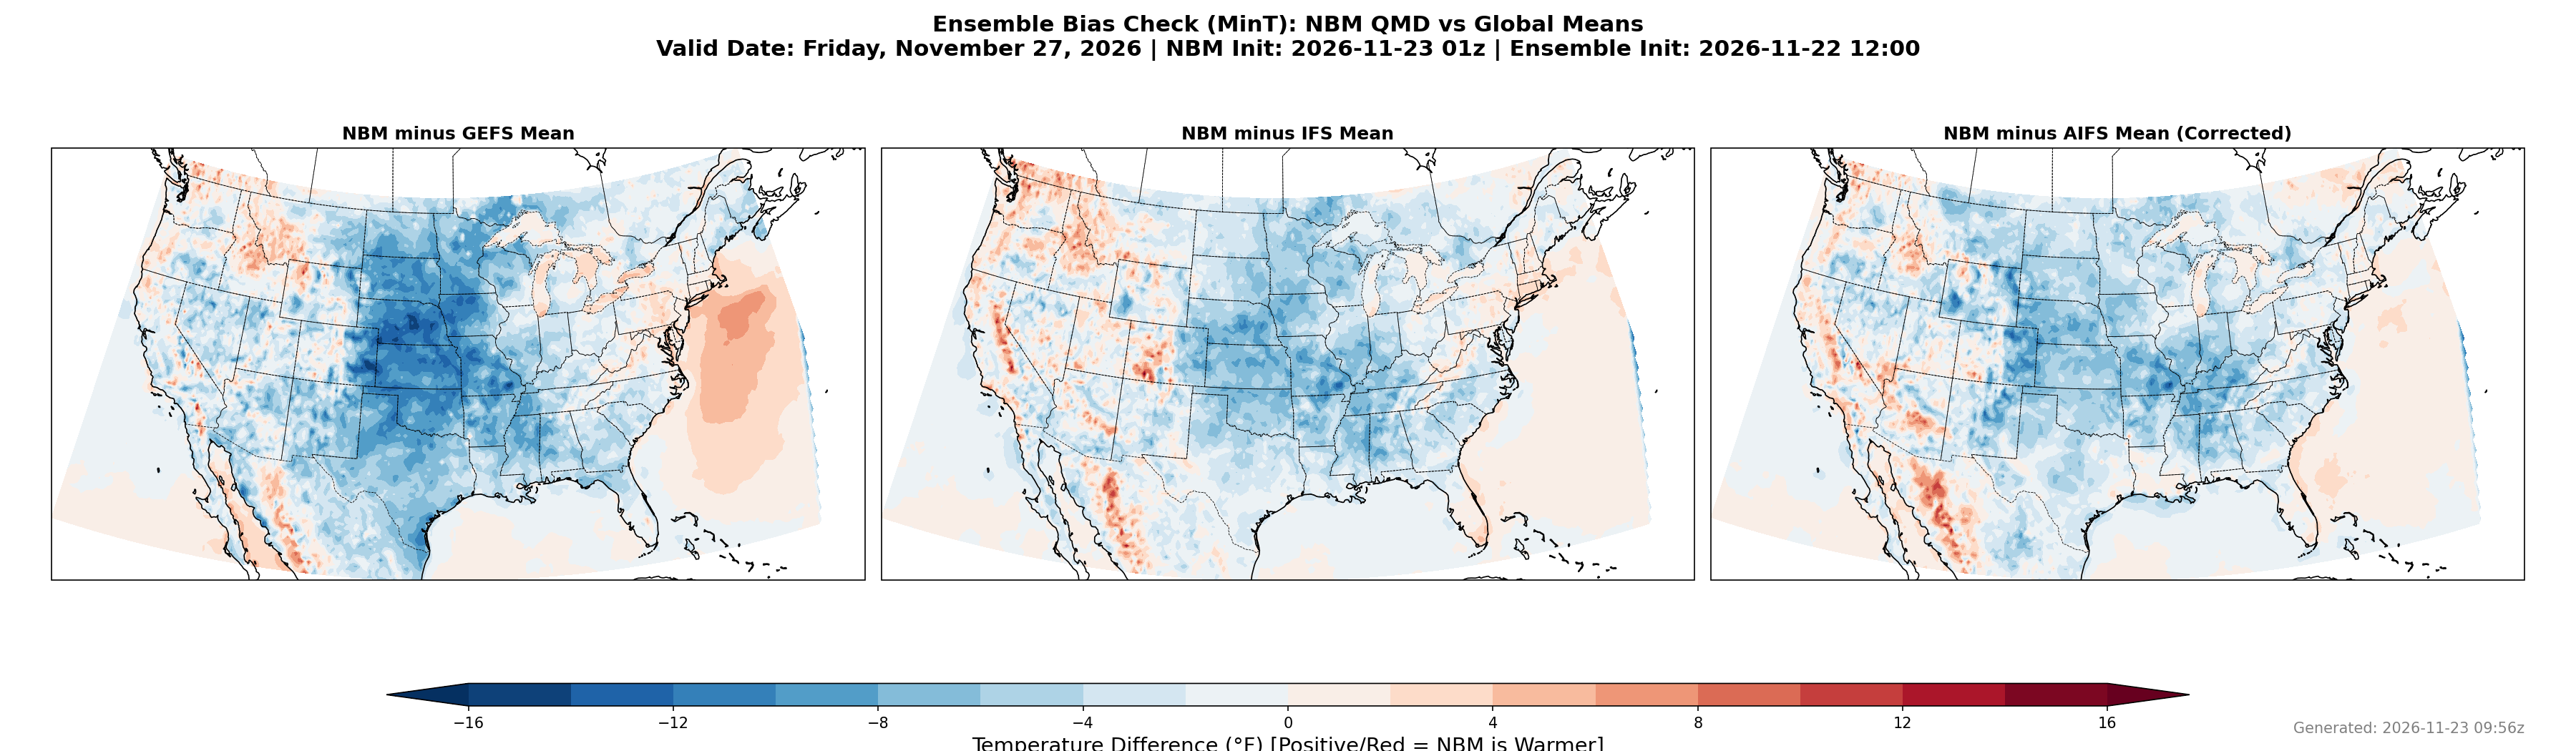 Ensemble Bias Check (MinT): NBM QMD vs Global Means
Valid Date: Friday, November 27, 2026 | NBM Init: 2026-11-23 01z | Ensemble Init: 2026-11-22 12:00
NBM minus GEFS Mean
NBM minus IFS Mean
NBM minus AIFS Mean (Corrected)
−16 −12 −8 −4 0 4 8 12 16
Generated: 2026-11-23 09:56z
Temperature Difference (°F) [Positive/Red = NBM is Warmer]